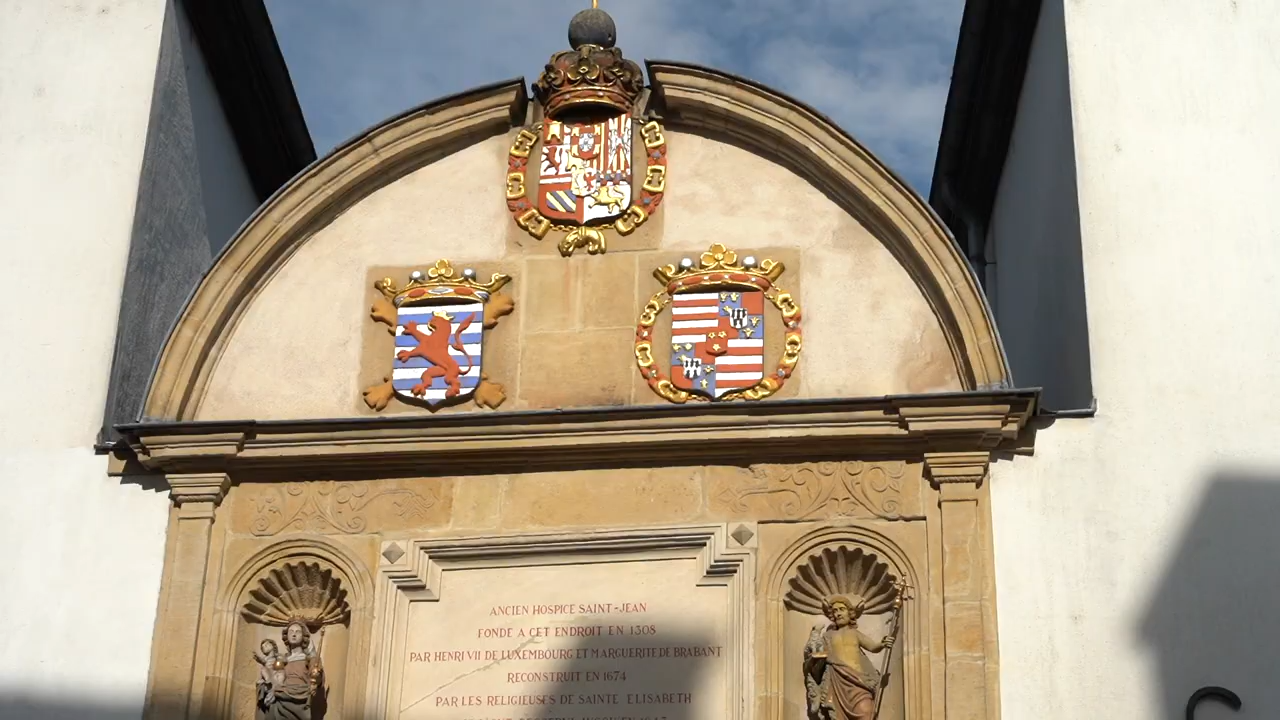 ANCIEN HOSPICE SAINT-JEAN
FONDE A CET ENDROIT EN 1308
PAR HENRI VII DE LUXEMBOURG ET MARGUERITE DE BRABANT
RECONSTRUIT EN 1674
PAR LES RELIGIEUSES DE SAINTE ELISABETH